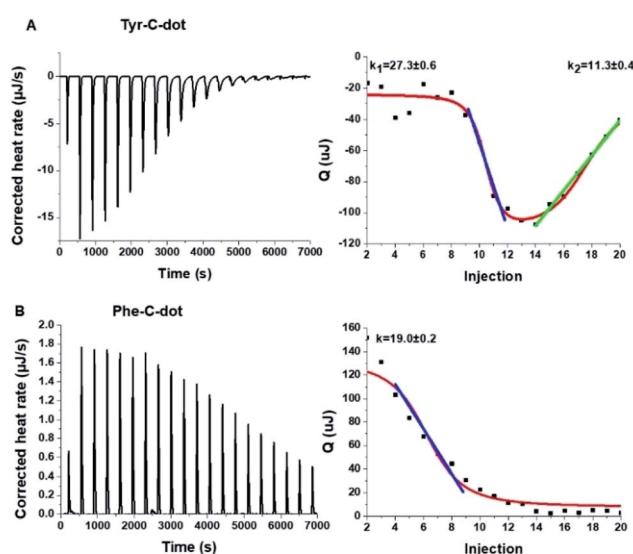 A
Tyr-C-dot
Corrected heat rate (µJ/s)
0
-5
-10
-15
0 1000 2000 3000 4000 5000 6000 7000
Time (s)
k1=27.3±0.6
k2=11.3±0.4
Q (uJ)
0
-20
-40
-60
-80
-100
-120
2 4 6 8 10 12 14 16 18 20
Injection
B
Phe-C-dot
Corrected heat rate (µJ/s)
2.0
1.8
1.6
1.4
1.2
1.0
0.8
0.6
0.4
0.2
0.0
0 1000 2000 3000 4000 5000 6000 7000
Time (s)
k=19.0±0.2
Q (uJ)
160
140
120
100
80
60
40
20
0
2 4 6 8 10 12 14 16 18 20
Injection